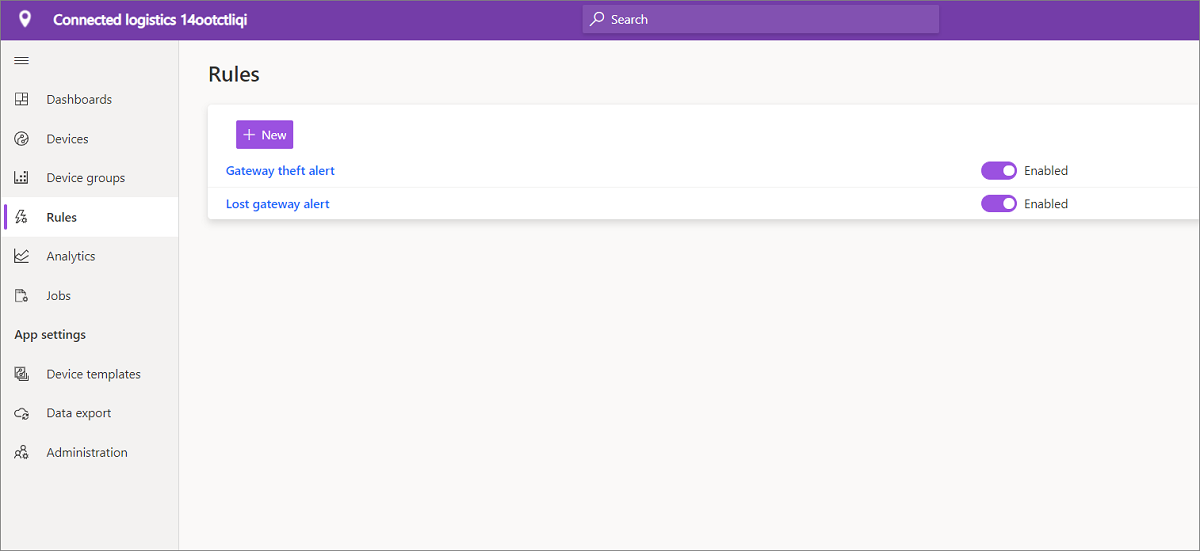 Connected logistics 14ootctliqi
Search
Dashboards
Devices
Device groups
Rules
Analytics
Jobs
App settings
Device templates
Data export
Administration
Rules
+ New
Gateway theft alert Enabled
Lost gateway alert Enabled